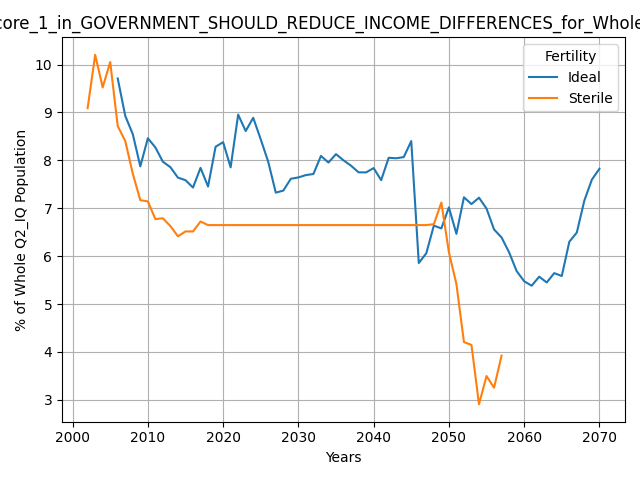 core_1_in_GOVERNMENT_SHOULD_REDUCE_INCOME_DIFFERENCES_for_Whole
Fertility
Ideal
Sterile
% of Whole Q2_IQ Population
10
9
8
7
6
5
4
3
2000 2010 2020 2030 2040 2050 2060 2070
Years